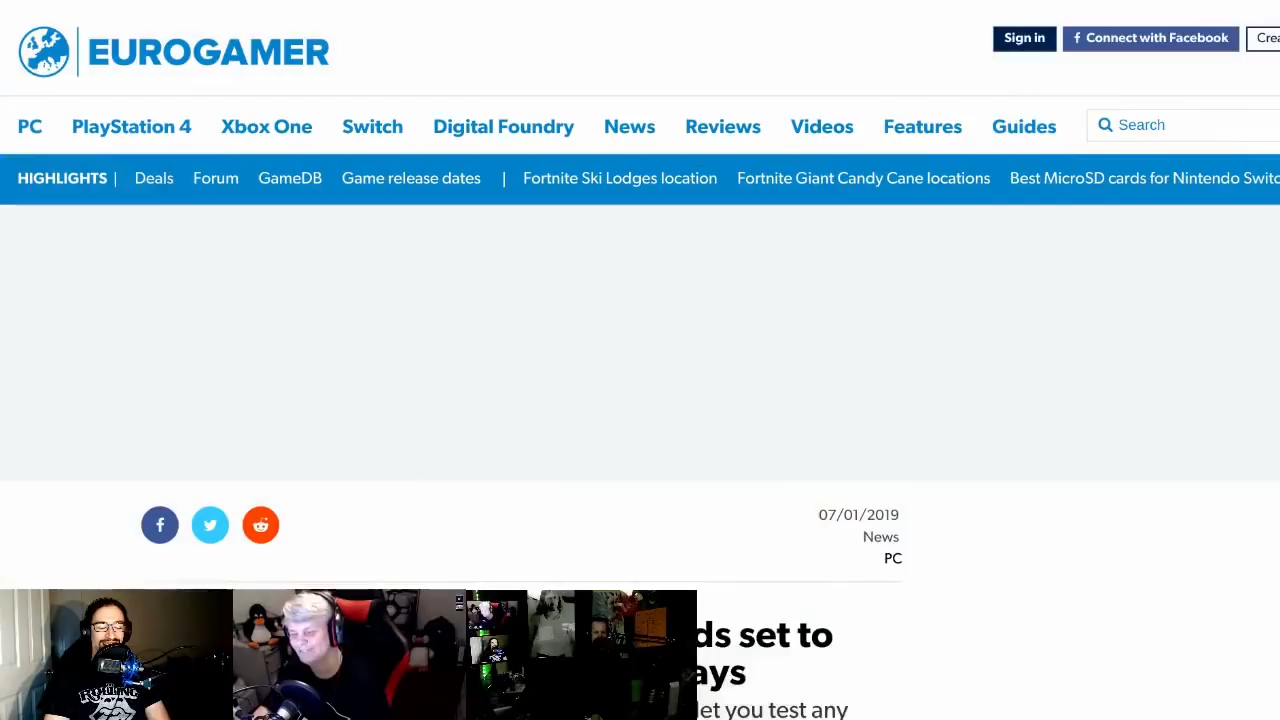 EUROGAMER
Sign in
Connect with Facebook
Crea
PC PlayStation 4 Xbox One Switch Digital Foundry News Reviews Videos Features Guides
Search
HIGHLIGHTS | Deals Forum GameDB Game release dates | Fortnite Ski Lodges location Fortnite Giant Candy Cane locations Best MicroSD cards for Nintendo Switc
07/01/2019
News
PC
ds set to
ays
let you test any